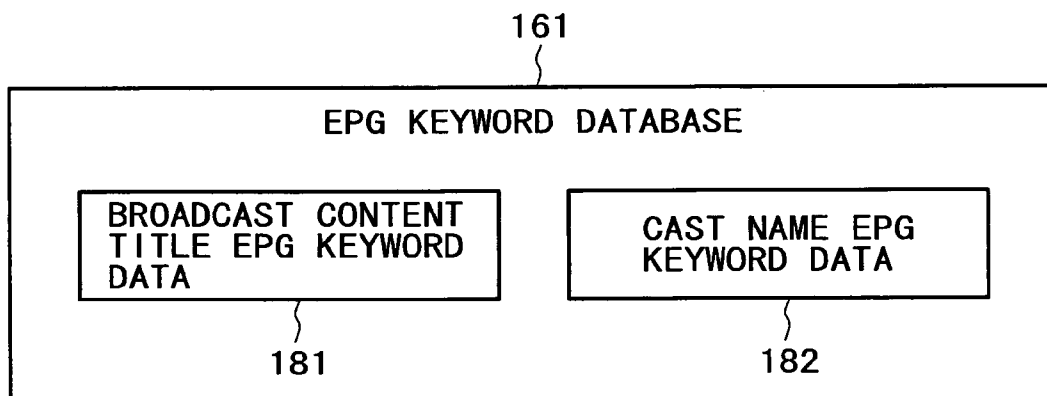 161
EPG KEYWORD DATABASE
BROADCAST CONTENT
TITLE EPG KEYWORD
DATA
CAST NAME EPG
KEYWORD DATA
181
182